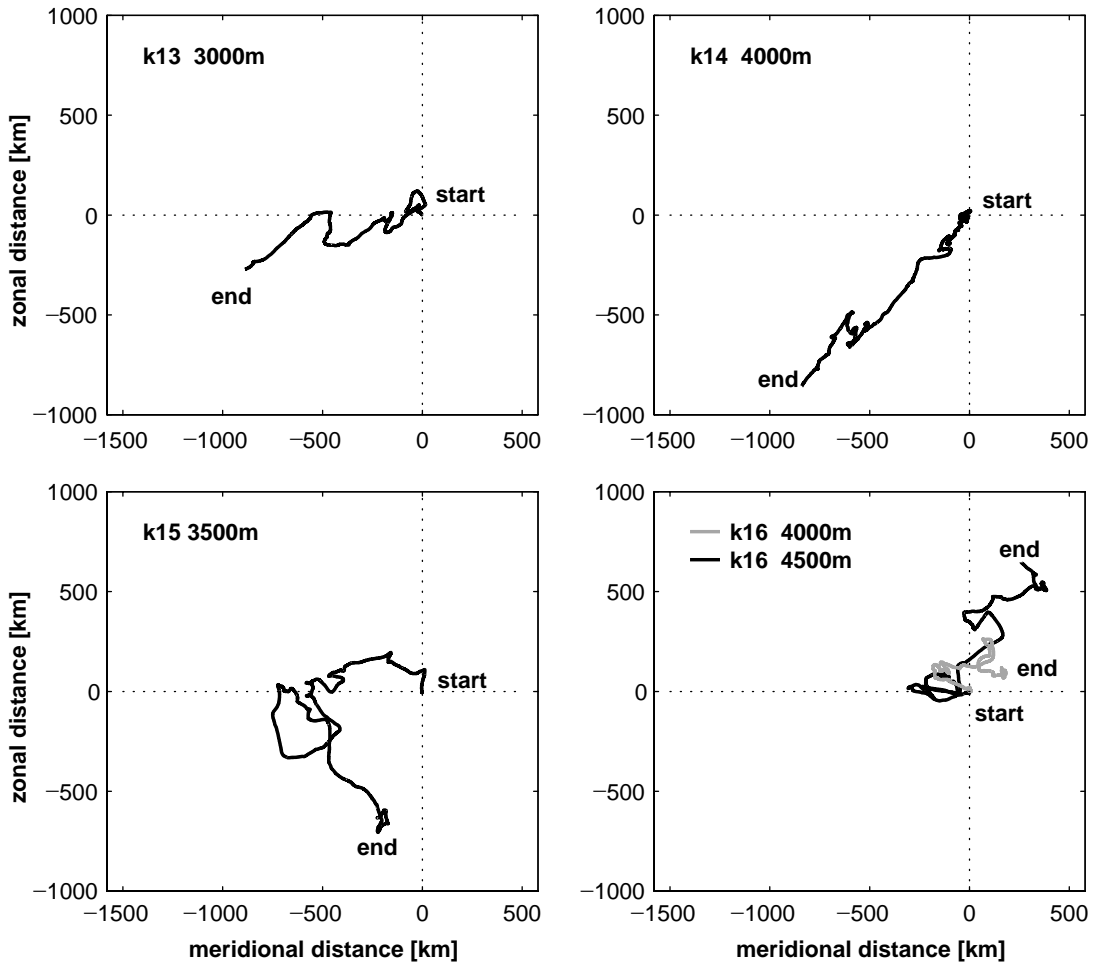 1000
500
0
−500
−1000
zonal distance [km]
k13 3000m
start
end
−1500 −1000 −500 0 500
1000
500
0
−500
−1000
k14 4000m
start
end
−1500 −1000 −500 0 500
1000
500
0
−500
−1000
zonal distance [km]
k15 3500m
start
end
−1500 −1000 −500 0 500
meridional distance [km]
1000
500
0
−500
−1000
k16 4000m
k16 4500m
end
end
start
−1500 −1000 −500 0 500
meridional distance [km]